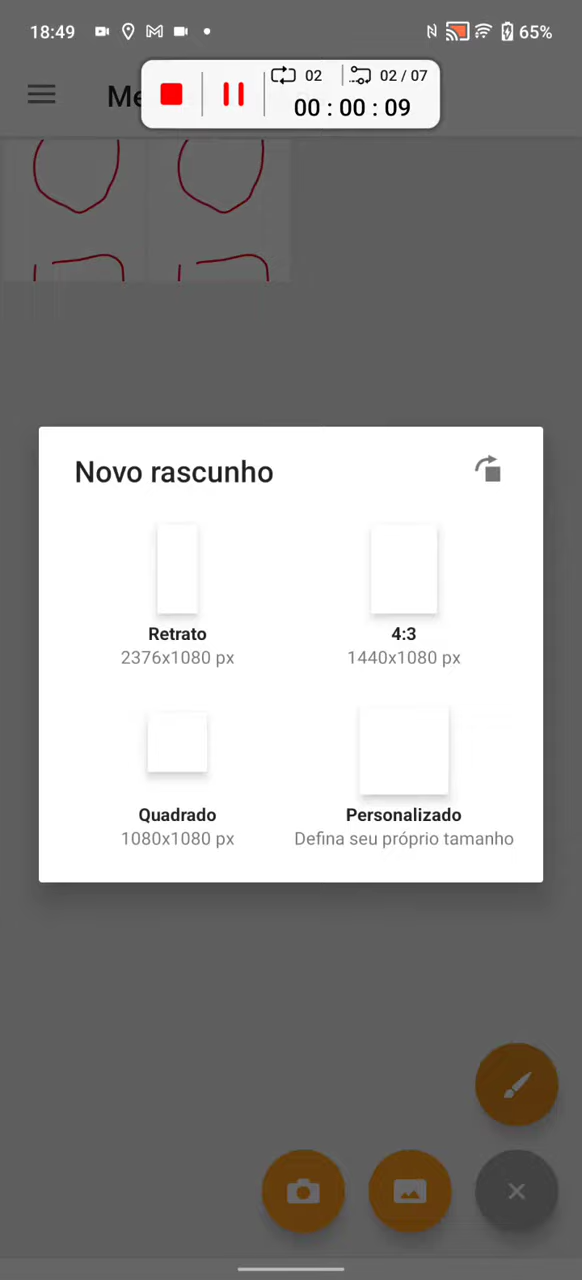 18:49
65%
Me
02
02 / 07
00 : 00 : 09
Novo rascunho
Retrato
2376x1080 px
4:3
1440x1080 px
Quadrado
1080x1080 px
Personalizado
Defina seu próprio tamanho